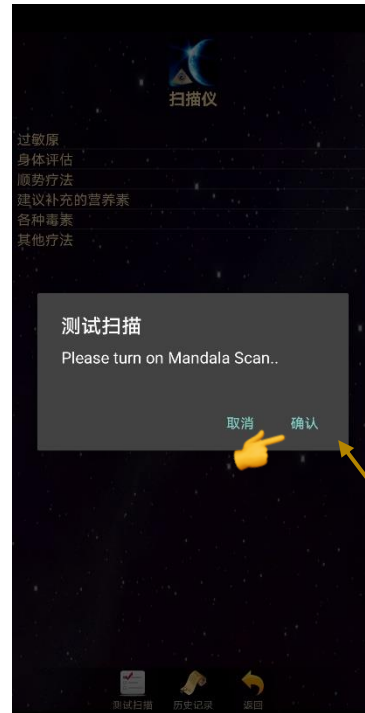 扫描仪
过敏原
身体评估
顺势疗法
建议补充的营养素
各种毒素
其他疗法
测试扫描
Please turn on Mandala Scan..
取消 确认
测试扫描 历史记录 返回